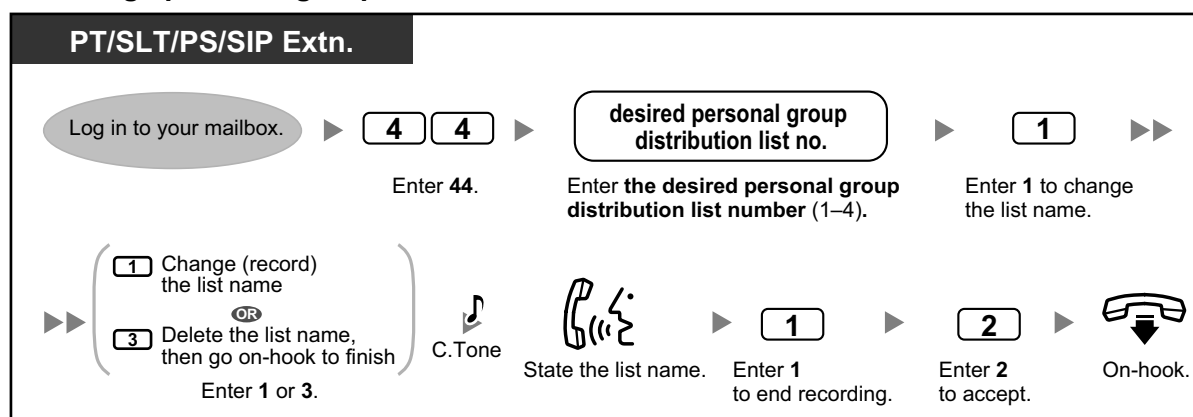 PT/SLT/PS/SIP Extn.
Log in to your mailbox.
4 4
desired personal group
distribution list no.
1
Enter 44.
Enter the desired personal group
distribution list number (1–4).
Enter 1 to change
the list name.
1 Change (record)
the list name
OR
3 Delete the list name,
then go on-hook to finish
Enter 1 or 3.
C.Tone
State the list name.
1
Enter 1
to end recording.
2
Enter 2
to accept.
On-hook.